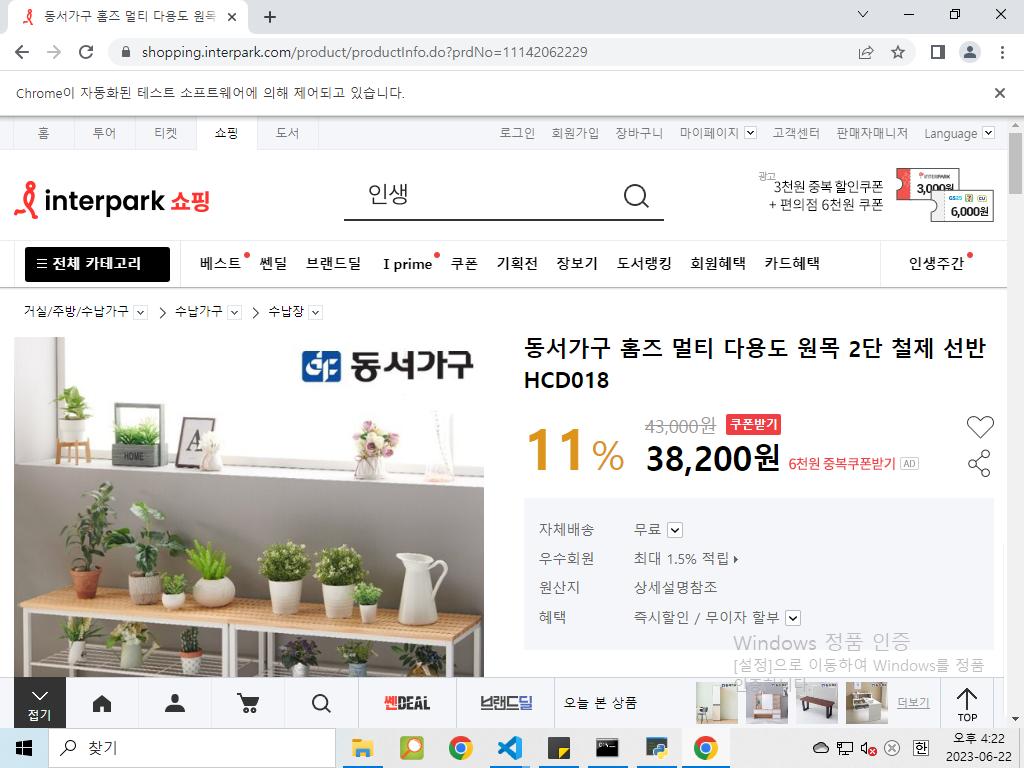 동서가구 홈즈 멀티 다용도 원목
shopping.interpark.com/product/productInfo.do?prdNo=11142062229
Chrome이 자동화된 테스트 소프트웨어에 의해 제어되고 있습니다.
홈 투어 티켓 쇼핑 도서 로그인 회원가입 장바구니 마이페이지 고객센터 판매자매니저 Language
interpark 쇼핑
인생
광고
3천원 중복 할인쿠폰
+ 편의점 6천원 쿠폰
INTERPARK
3,000원
GS25 CU
6,000원
전체 카테고리 베스트 쎈딜 브랜드딜 I prime 쿠폰 기획전 장보기 도서랭킹 회원혜택 카드혜택 인생주간
거실/주방/수납가구 수납가구 수납장
동서가구
HOME
동서가구 홈즈 멀티 다용도 원목 2단 철제 선반
HCD018
11%
43,000원 쿠폰받기
38,200원 6천원 중복쿠폰받기 AD
자체배송 무료
우수회원 최대 1.5% 적립
원산지 상세설명참조
혜택 즉시할인 / 무이자 할부
Windows 정품 인증
[설정]으로 이동하여 Windows를 정품
인증합니다.
접기 쎈DEAL 브랜드딜 오늘 본 상품 더보기 TOP
찾기
한
오후 4:22
2023-06-22